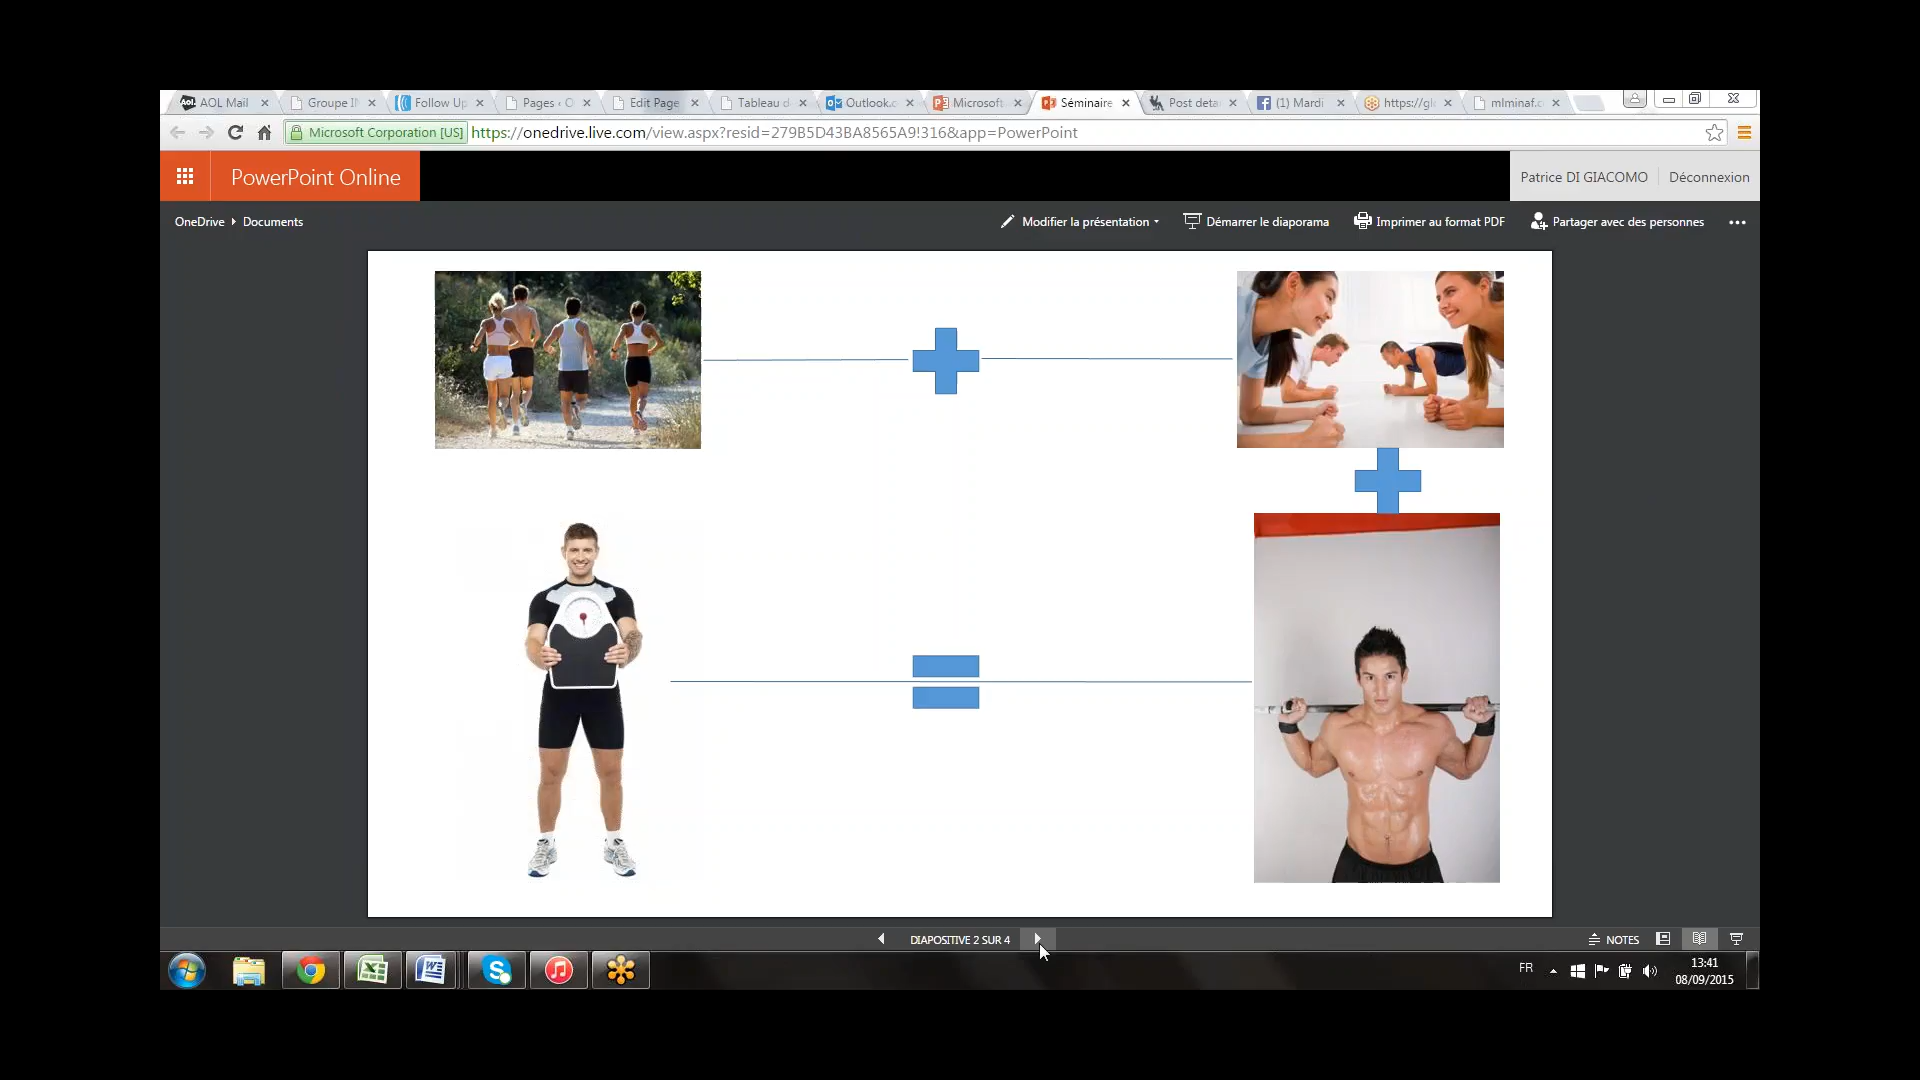 AOL Mail
Groupe I
Follow Up
Pages ‹ O
Edit Page
Tableau d
Outlook.c
Microsoft
Séminaire
Post deta
(1) Mardi
https://gl
mlminaf.c
Microsoft Corporation [US]
https://onedrive.live.com/view.aspx?resid=279B5D43BA8565A9!316&app=PowerPoint
PowerPoint Online
Patrice DI GIACOMO
Déconnexion
OneDrive
Documents
Modifier la présentation
Démarrer le diaporama
Imprimer au format PDF
Partager avec des personnes
DIAPOSITIVE 2 SUR 4
NOTES
FR
13:41
08/09/2015